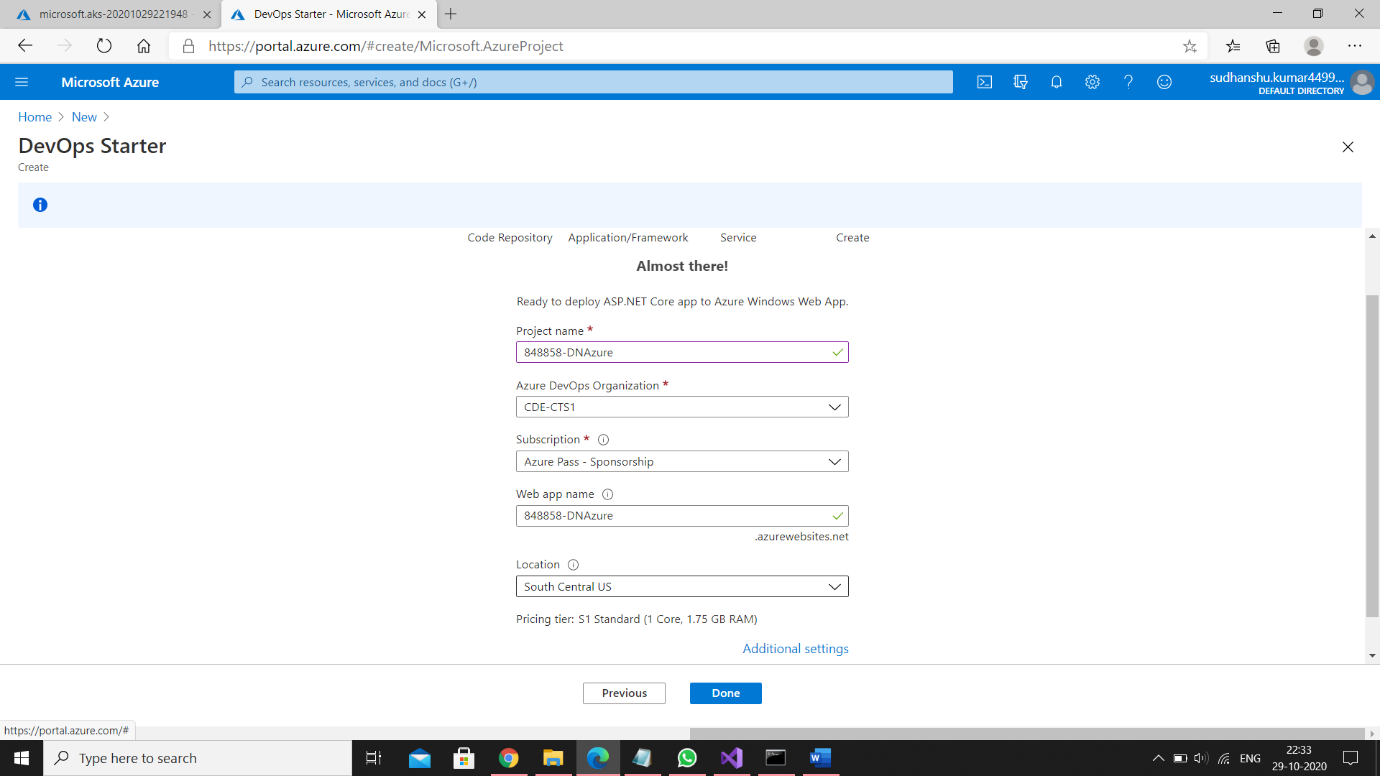 microsoft.aks-20201029221948 -
DevOps Starter - Microsoft Azure
https://portal.azure.com/#create/Microsoft.AzureProject
Microsoft Azure
Search resources, services, and docs (G+/)
sudhanshu.kumar4499...
DEFAULT DIRECTORY
Home > New >
DevOps Starter
Create
Code Repository Application/Framework Service Create
Almost there!
Ready to deploy ASP.NET Core app to Azure Windows Web App.
Project name *
848858-DNAzure
Azure DevOps Organization *
CDE-CTS1
Subscription *
Azure Pass - Sponsorship
Web app name
848858-DNAzure
.azurewebsites.net
Location
South Central US
Pricing tier: S1 Standard (1 Core, 1.75 GB RAM)
Additional settings
Previous Done
https://portal.azure.com/#
Type here to search
ENG
22:33
29-10-2020